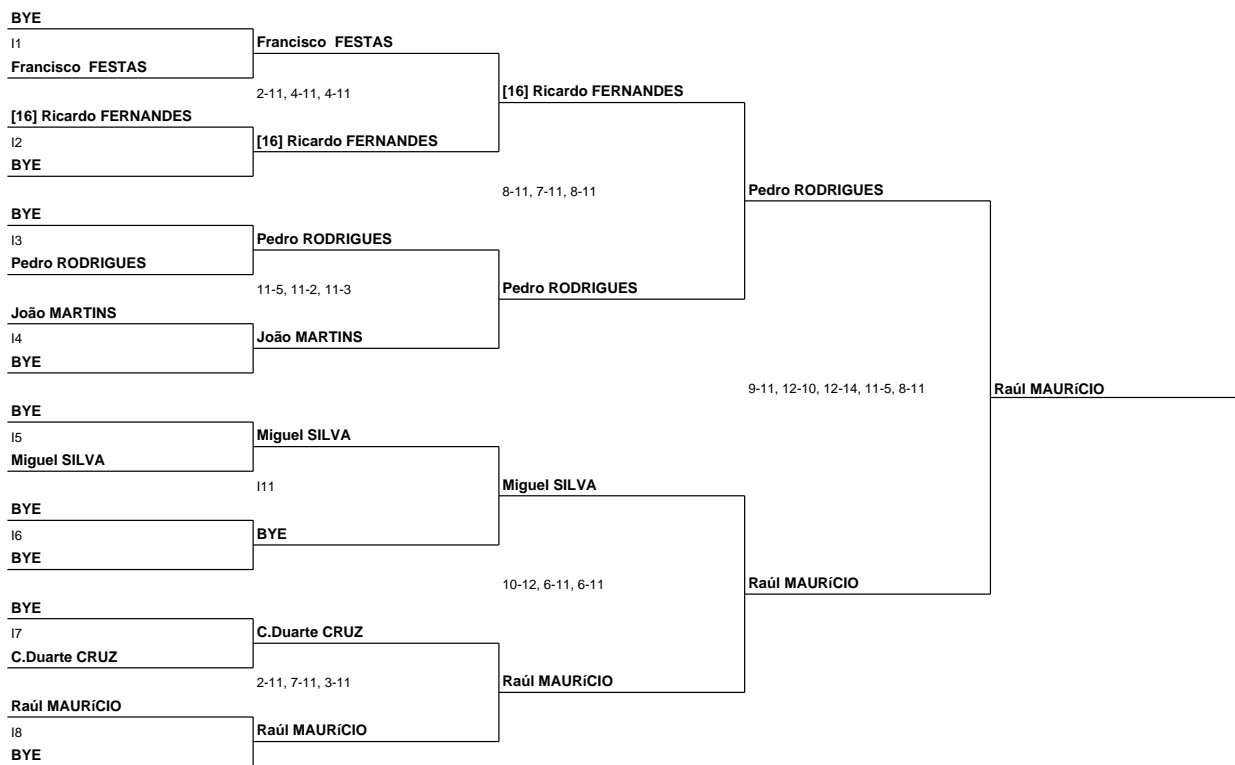 BYE
I1
Francisco FESTAS
Francisco FESTAS
2-11, 4-11, 4-11
[16] Ricardo FERNANDES
[16] Ricardo FERNANDES
I2
[16] Ricardo FERNANDES
BYE
8-11, 7-11, 8-11
Pedro RODRIGUES
BYE
I3
Pedro RODRIGUES
Pedro RODRIGUES
11-5, 11-2, 11-3
Pedro RODRIGUES
João MARTINS
I4
João MARTINS
BYE
9-11, 12-10, 12-14, 11-5, 8-11
Raúl MAURíCIO
BYE
I5
Miguel SILVA
Miguel SILVA
I11
Miguel SILVA
BYE
I6
BYE
BYE
10-12, 6-11, 6-11
Raúl MAURíCIO
BYE
I7
C.Duarte CRUZ
C.Duarte CRUZ
2-11, 7-11, 3-11
Raúl MAURíCIO
Raúl MAURíCIO
I8
Raúl MAURíCIO
BYE